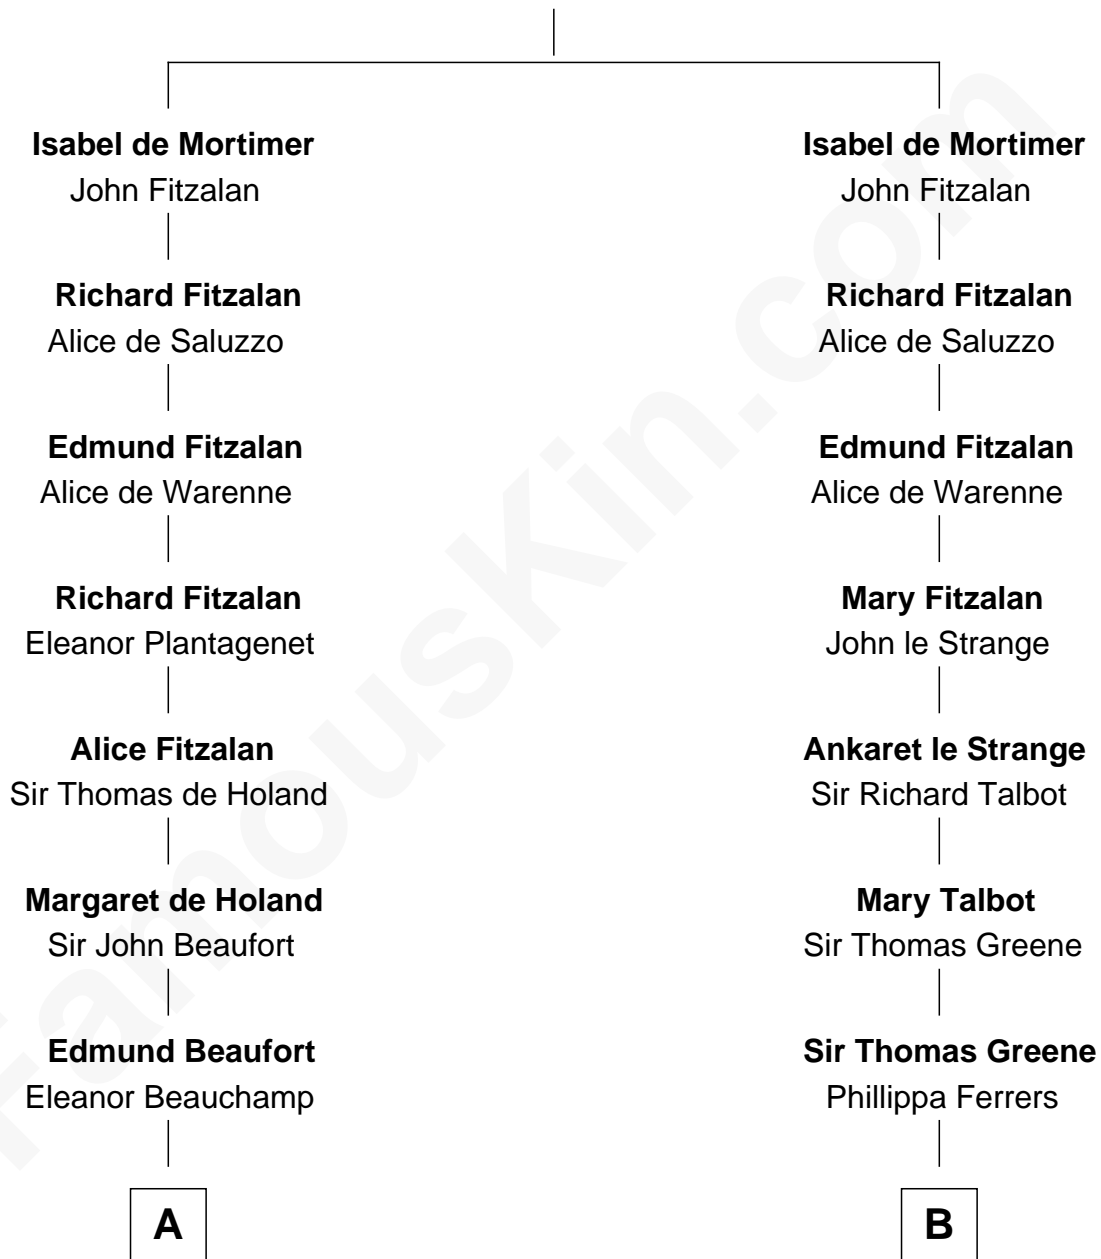 Isabel de Mortimer
John Fitzalan
Richard Fitzalan
Alice de Saluzzo
Edmund Fitzalan
Alice de Warenne
Richard Fitzalan
Eleanor Plantagenet
Alice Fitzalan
Sir Thomas de Holand
Margaret de Holand
Sir John Beaufort
Edmund Beaufort
Eleanor Beauchamp
A
Isabel de Mortimer
John Fitzalan
Richard Fitzalan
Alice de Saluzzo
Edmund Fitzalan
Alice de Warenne
Mary Fitzalan
John le Strange
Ankaret le Strange
Sir Richard Talbot
Mary Talbot
Sir Thomas Greene
Sir Thomas Greene
Phillippa Ferrers
B
FamousKin.com